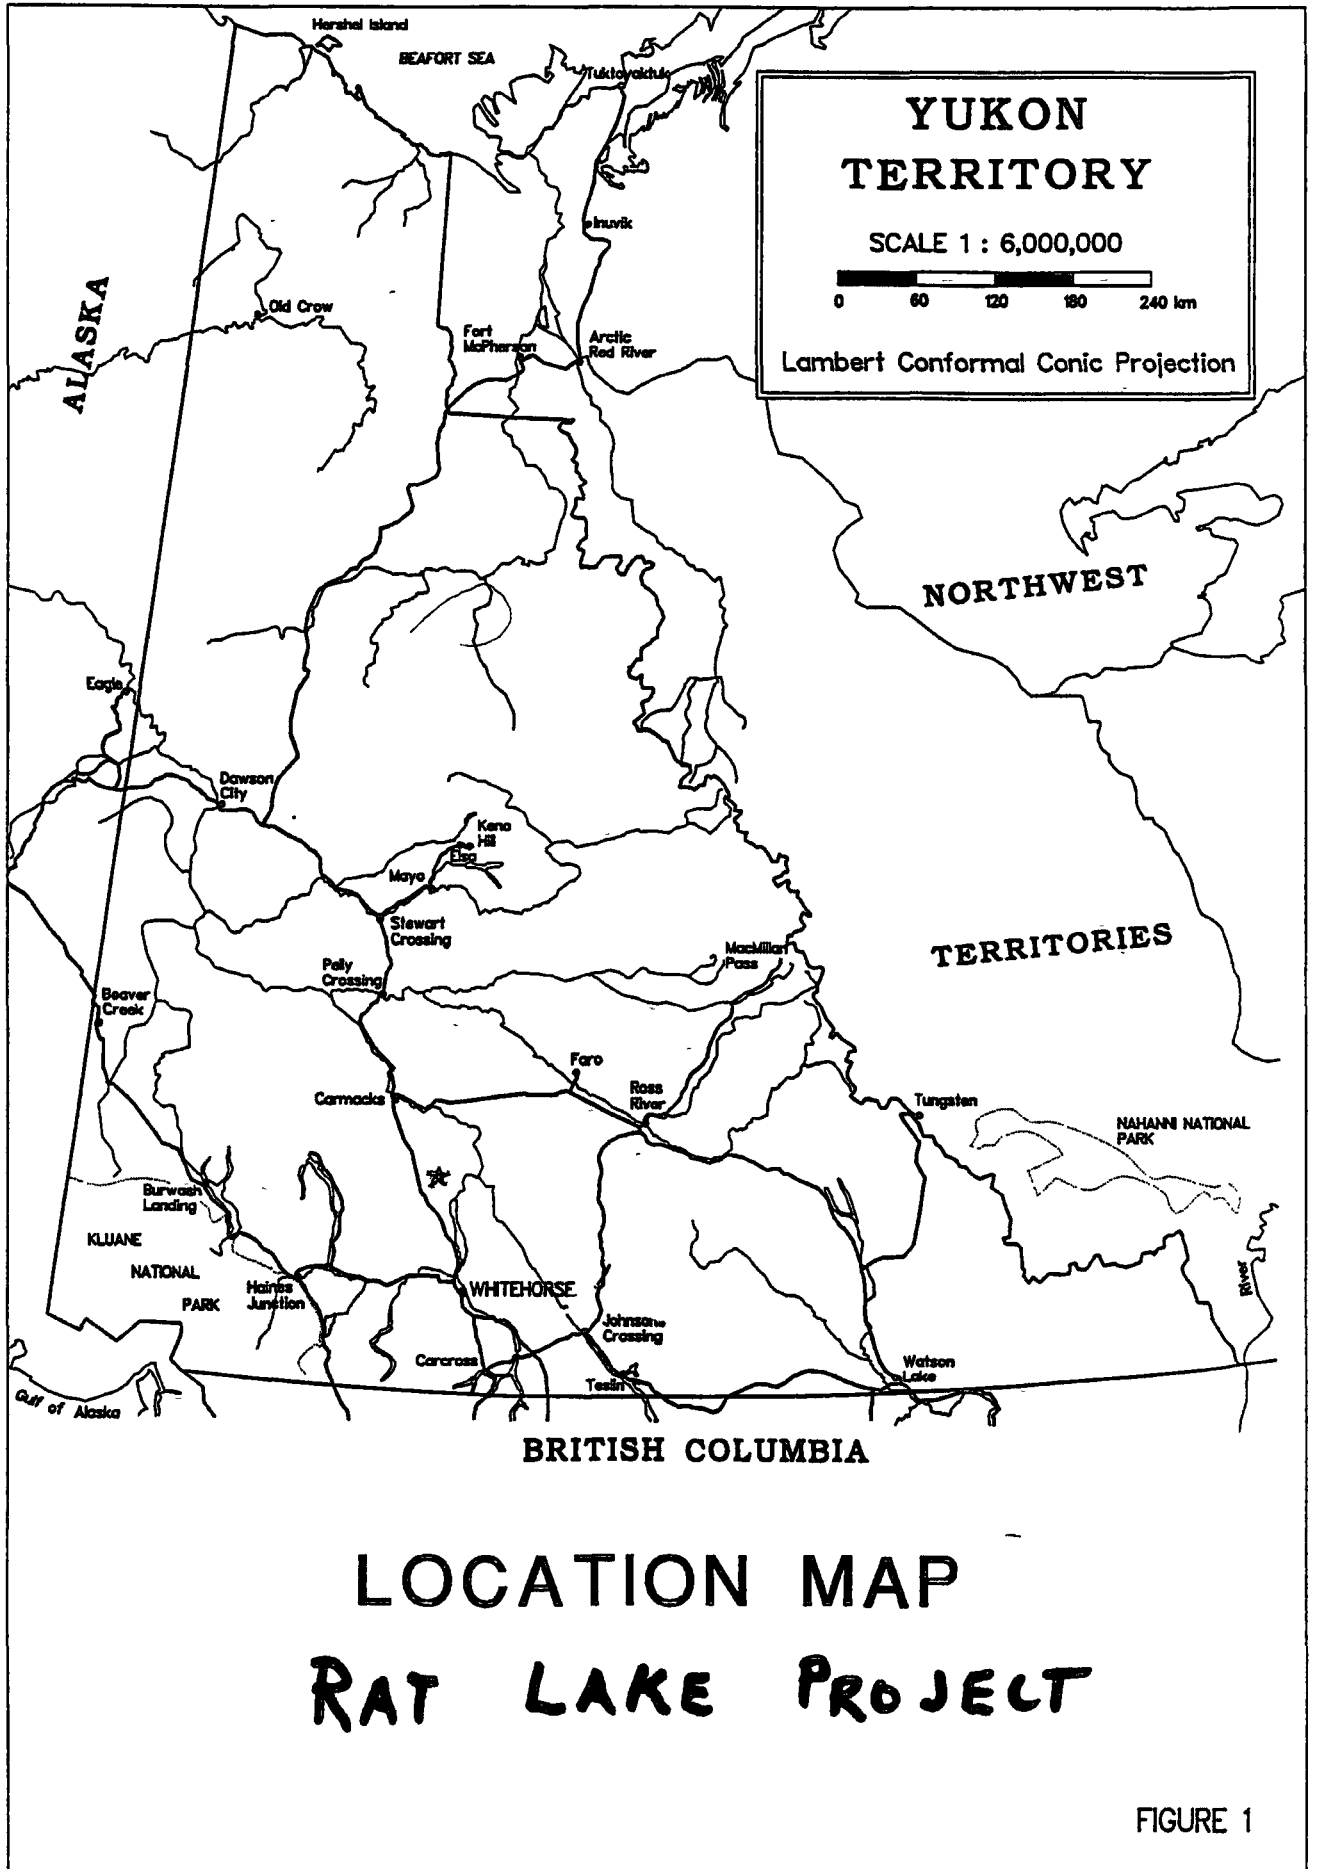 Hershel Island
BEAFORT SEA
Tuktoyaktuk
YUKON
TERRITORY
SCALE 1 : 6,000,000
0 60 120 180 240 km
Lambert Conformal Conic Projection
Inuvik
ALASKA
Old Crow
Fort
McPherson
Arctic
Red River
NORTHWEST
Eagle
Dawson
City
Keno
Hill
Elsa
Mayo
Stewart
Crossing
TERRITORIES
MacMillan
Pass
Pelly
Crossing
Beaver
Creek
Faro
Ross
River
Carmacks
Tungsten
NAHANNI NATIONAL
PARK
Burwash
Landing
KLUANE
NATIONAL
PARK
Haines
Junction
WHITEHORSE
River
Johnsons
Crossing
Carcross
Teslin
Watson
Lake
Gulf of Alaska
BRITISH COLUMBIA
LOCATION MAP
RAT LAKE PROJECT
FIGURE 1